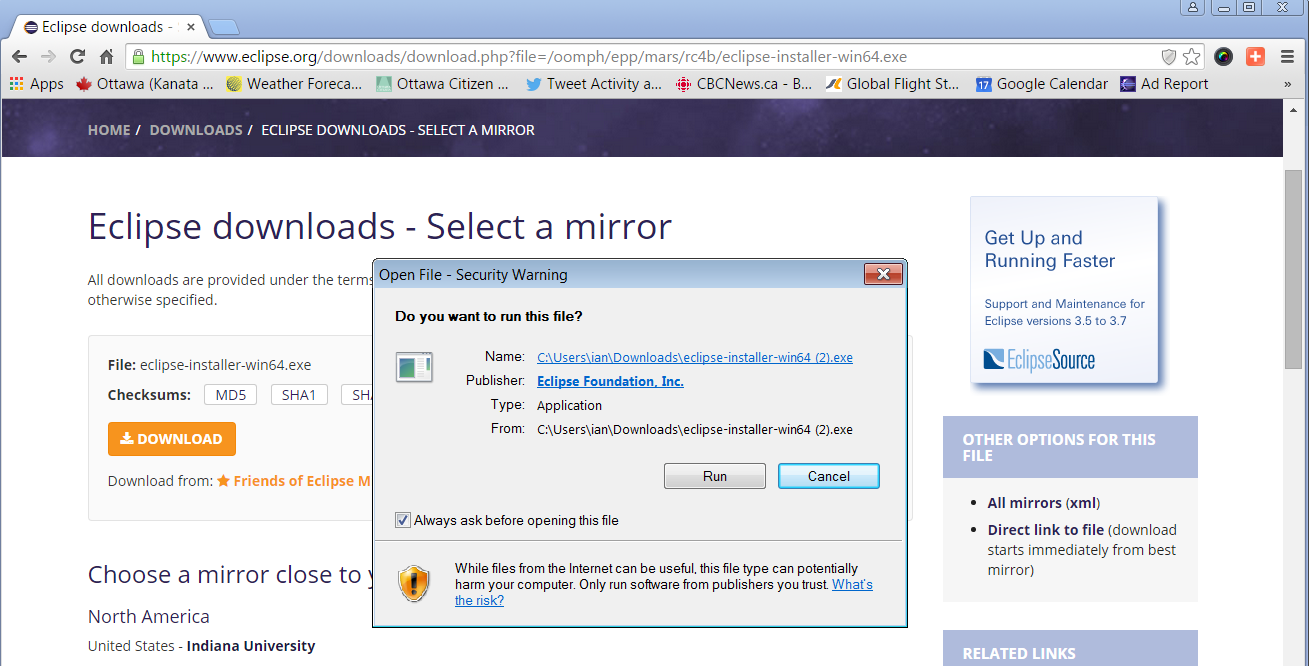 Eclipse downloads -
https://www.eclipse.org/downloads/download.php?file=/oomph/epp/mars/rc4b/eclipse-installer-win64.exe
Apps Ottawa (Kanata ... Weather Foreca... Ottawa Citizen ... Tweet Activity a... CBCNews.ca - B... Global Flight St... 17 Google Calendar Ad Report »
HOME / DOWNLOADS / ECLIPSE DOWNLOADS - SELECT A MIRROR
Eclipse downloads - Select a mirror
All downloads are provided under the terms
otherwise specified.
File: eclipse-installer-win64.exe
Checksums: MD5 SHA1 SHA
DOWNLOAD
Download from: Friends of Eclipse M
Choose a mirror close to y
North America
United States - Indiana University
Open File - Security Warning
Do you want to run this file?
Name: C:\Users\ian\Downloads\eclipse-installer-win64 (2).exe
Publisher: Eclipse Foundation, Inc.
Type: Application
From: C:\Users\ian\Downloads\eclipse-installer-win64 (2).exe
Run Cancel
Always ask before opening this file
While files from the Internet can be useful, this file type can potentially
harm your computer. Only run software from publishers you trust. What's
the risk?
Get Up and
Running Faster
Support and Maintenance for
Eclipse versions 3.5 to 3.7
EclipseSource
OTHER OPTIONS FOR THIS
FILE
All mirrors (xml)
Direct link to file (download
starts immediately from best
mirror)
RELATED LINKS